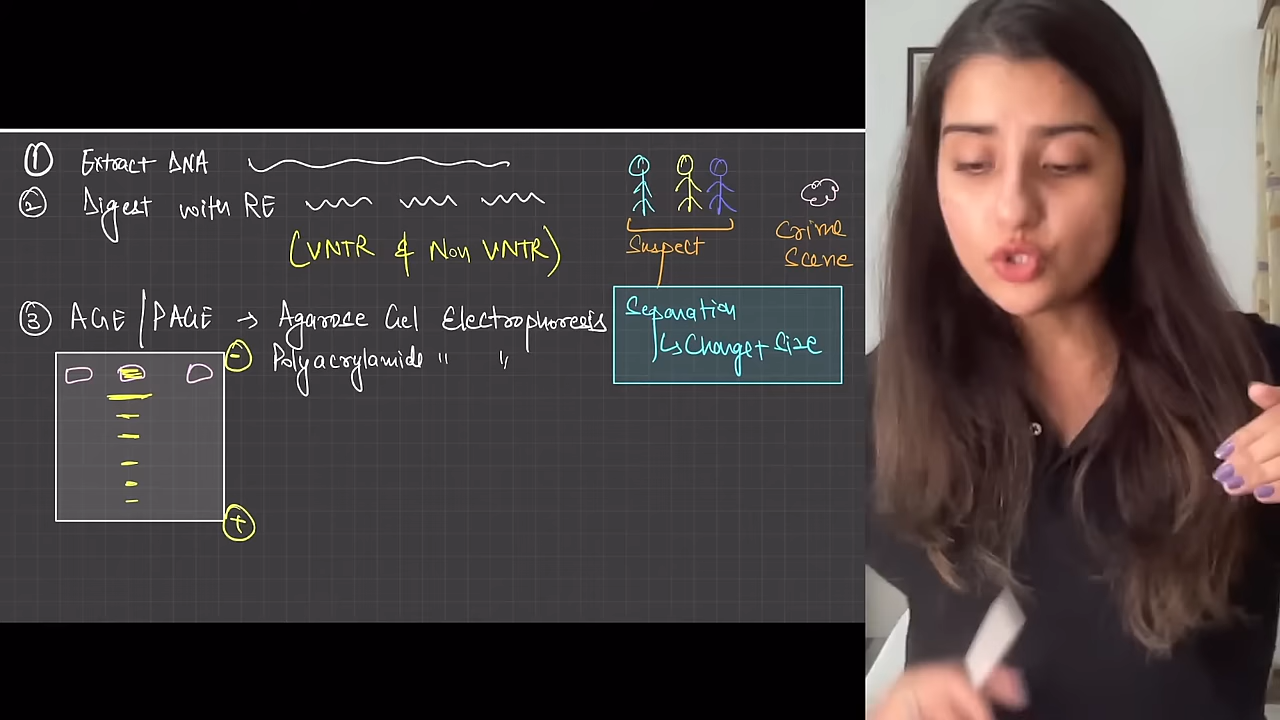 ① Extract DNA
② Digest with RE
(VNTR & Non VNTR)
Suspect
Crime
Scene
③ AGE/PAGE → Agarose Gel Electrophoresis
Polyacrylamide " "
Separation
↳ Charge + Size
-
+